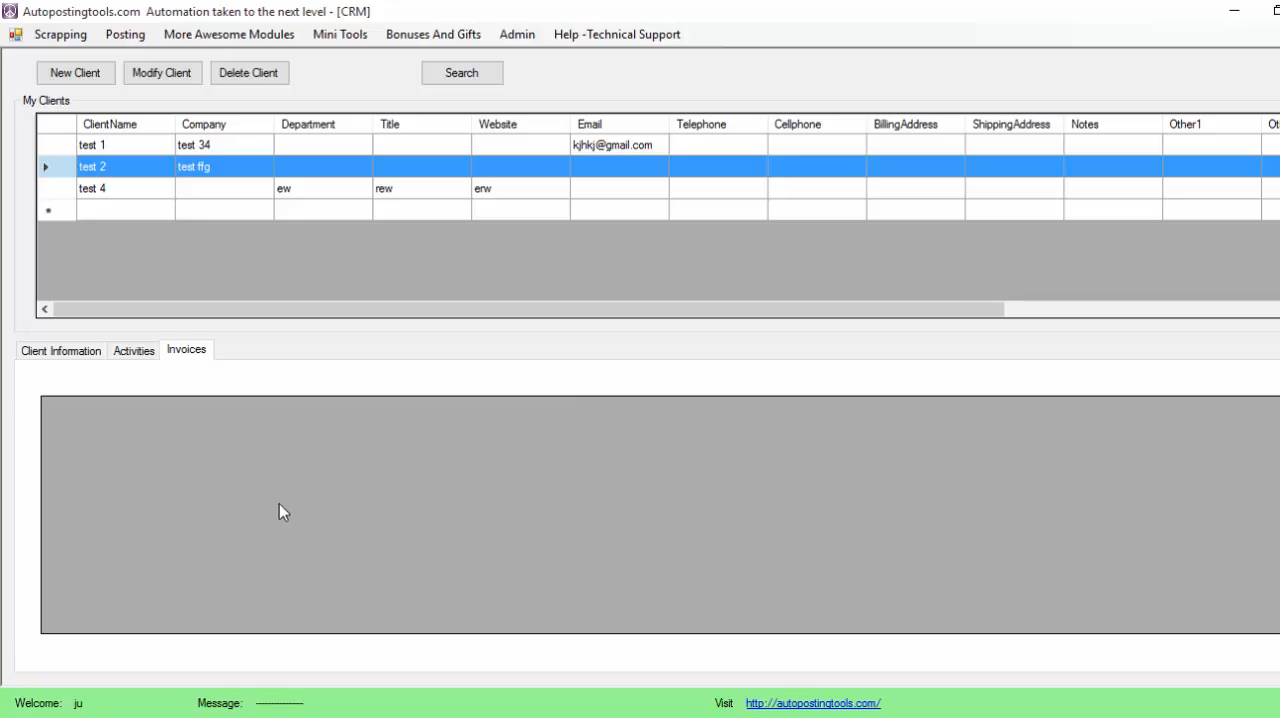 Autopostingtools.com  Automation taken to the next level - [CRM]
Scrapping Posting More Awesome Modules Mini Tools Bonuses And Gifts Admin Help -Technical Support
New Client Modify Client Delete Client Search
My Clients
ClientName Company Department Title Website Email Telephone Cellphone BillingAddress ShippingAddress Notes Other1
test 1 test 34 kjhkj@gmail.com
test 2 test ffg
test 4 ew rew erw
Client Information Activities Invoices
Welcome: ju Message: --------------- Visit http://autopostingtools.com/